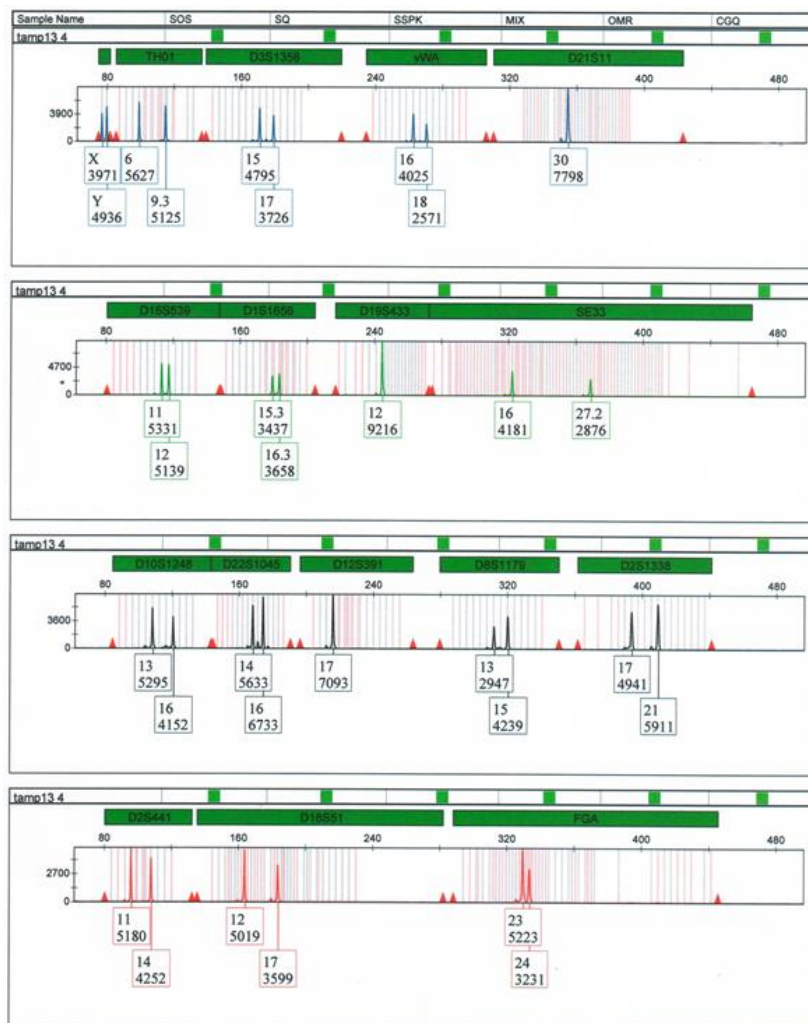 Sample Name SOS SQ SSPK MIX OMR CGQ
tamp13 4
TH01 D3S1358 vWA D21S11
80 160 240 320 400 480
3900
0
X 6 15 16 30
3971 5627 4795 4025 7798
Y 9.3 17 18
4936 5125 3726 2571
tamp13 4
D16S539 D1S1656 D19S433 SE33
80 160 240 320 400 480
4700
0
11 15.3 12 16 27.2
5331 3437 9216 4181 2876
12 16.3
5139 3658
tamp13 4
D10S1248 D22S1045 D12S391 D8S1179 D2S1338
80 160 240 320 400 480
3600
0
13 14 17 13 17
5295 5633 7093 2947 4941
16 16 15 21
4152 6733 4239 5911
tamp13 4
D2S441 D18S51 FGA
80 160 240 320 400 480
2700
0
11 12 23
5180 5019 5223
14 17 24
4252 3599 3231